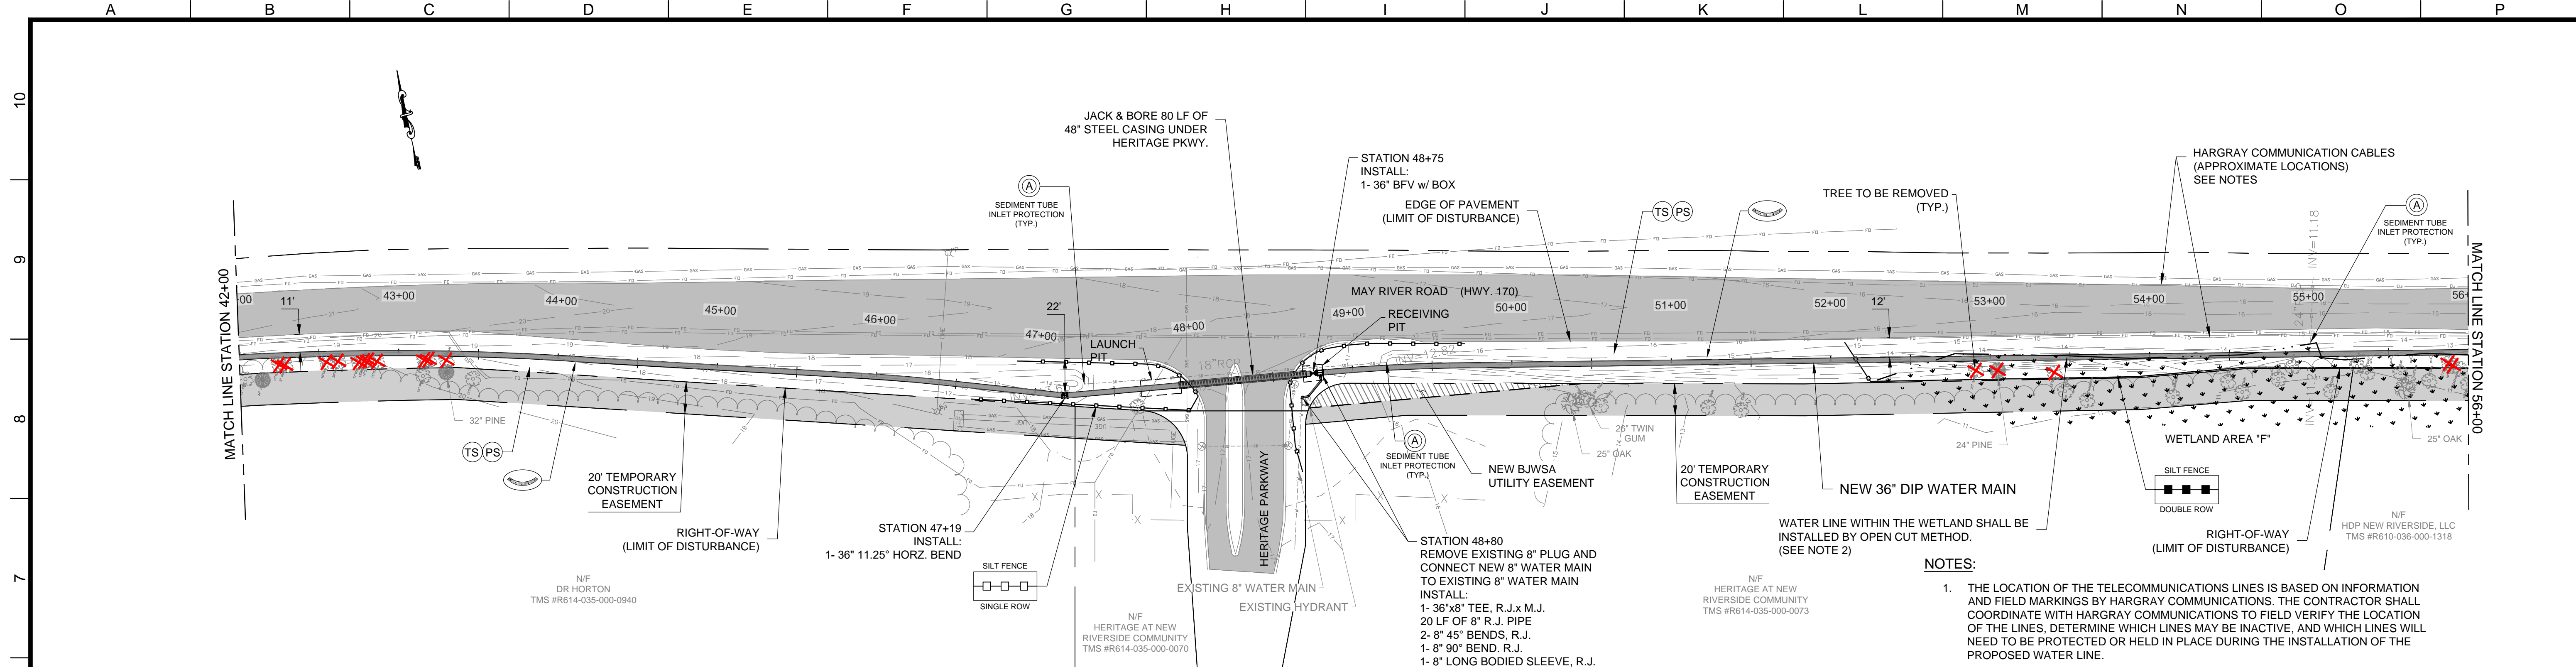 A B C D E F G H I J K L M N O P
10
9
8
7
JACK & BORE 80 LF OF
48" STEEL CASING UNDER
HERITAGE PKWY.
STATION 48+75
INSTALL:
1- 36" BFV w/ BOX
A
SEDIMENT TUBE
INLET PROTECTION
(TYP.)
EDGE OF PAVEMENT
(LIMIT OF DISTURBANCE)
TS PS
TREE TO BE REMOVED
(TYP.)
HARGRAY COMMUNICATION CABLES
(APPROXIMATE LOCATIONS)
SEE NOTES
A
SEDIMENT TUBE
INLET PROTECTION
(TYP.)
INV=11.18
MATCH LINE STATION 42+00
MATCH LINE STATION 56+00
11'
43+00
44+00
45+00
46+00
47+00
22'
48+00
MAY RIVER ROAD (HWY. 170)
49+00
50+00
51+00
52+00
12'
53+00
54+00
55+00
RECEIVING
PIT
LAUNCH
PIT
18"RCP
INV=12.82
32" PINE
TS PS
20' TEMPORARY
CONSTRUCTION
EASEMENT
RIGHT-OF-WAY
(LIMIT OF DISTURBANCE)
STATION 47+19
INSTALL:
1- 36" 11.25° HORZ. BEND
SILT FENCE
SINGLE ROW
N/F
DR HORTON
TMS #R614-035-000-0940
N/F
HERITAGE AT NEW
RIVERSIDE COMMUNITY
TMS #R614-035-000-0070
HERITAGE PARKWAY
EXISTING 8" WATER MAIN
EXISTING HYDRANT
A
SEDIMENT TUBE
INLET PROTECTION
(TYP.)
NEW BJWSA
UTILITY EASEMENT
25" OAK
26" TWIN
GUM
STATION 48+80
REMOVE EXISTING 8" PLUG AND
CONNECT NEW 8" WATER MAIN
TO EXISTING 8" WATER MAIN
INSTALL:
1- 36"x8" TEE, R.J.x M.J.
20 LF OF 8" R.J. PIPE
2- 8" 45° BENDS, R.J.
1- 8" 90° BEND. R.J.
1- 8" LONG BODIED SLEEVE, R.J.
20' TEMPORARY
CONSTRUCTION
EASEMENT
N/F
HERITAGE AT NEW
RIVERSIDE COMMUNITY
TMS #R614-035-000-0073
NEW 36" DIP WATER MAIN
24" PINE
WATER LINE WITHIN THE WETLAND SHALL BE
INSTALLED BY OPEN CUT METHOD.
(SEE NOTE 2)
WETLAND AREA "F"
25" OAK
SILT FENCE
DOUBLE ROW
RIGHT-OF-WAY
(LIMIT OF DISTURBANCE)
N/F
HDP NEW RIVERSIDE, LLC
TMS #R610-036-000-1318
NOTES:
1. THE LOCATION OF THE TELECOMMUNICATIONS LINES IS BASED ON INFORMATION
AND FIELD MARKINGS BY HARGRAY COMMUNICATIONS. THE CONTRACTOR SHALL
COORDINATE WITH HARGRAY COMMUNICATIONS TO FIELD VERIFY THE LOCATION
OF THE LINES, DETERMINE WHICH LINES MAY BE INACTIVE, AND WHICH LINES WILL
NEED TO BE PROTECTED OR HELD IN PLACE DURING THE INSTALLATION OF THE
PROPOSED WATER LINE.